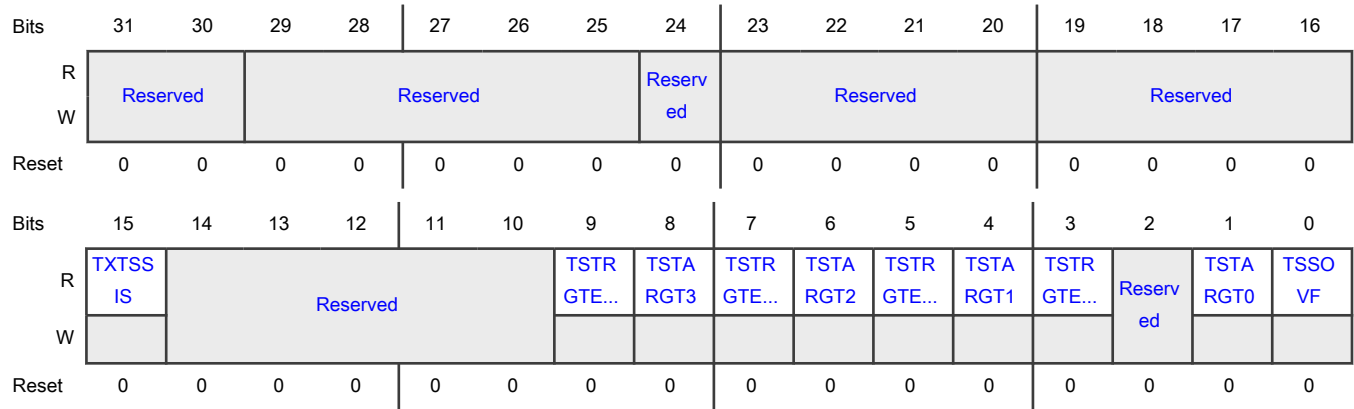 Bits 31 30 29 28 27 26 25 24 23 22 21 20 19 18 17 16
R
W
Reserved Reserved Reserv Reserved Reserved
ed
Reset 0 0 0 0 0 0 0 0 0 0 0 0 0 0 0 0
Bits 15 14 13 12 11 10 9 8 7 6 5 4 3 2 1 0
R TXTSS TSTR TSTA TSTR TSTA TSTR TSTA TSTR TSTA TSSO
IS Reserved GTE... RGT3 GTE... RGT2 GTE... RGT1 GTE... Reserv RGT0 VF
W ed
Reset 0 0 0 0 0 0 0 0 0 0 0 0 0 0 0 0